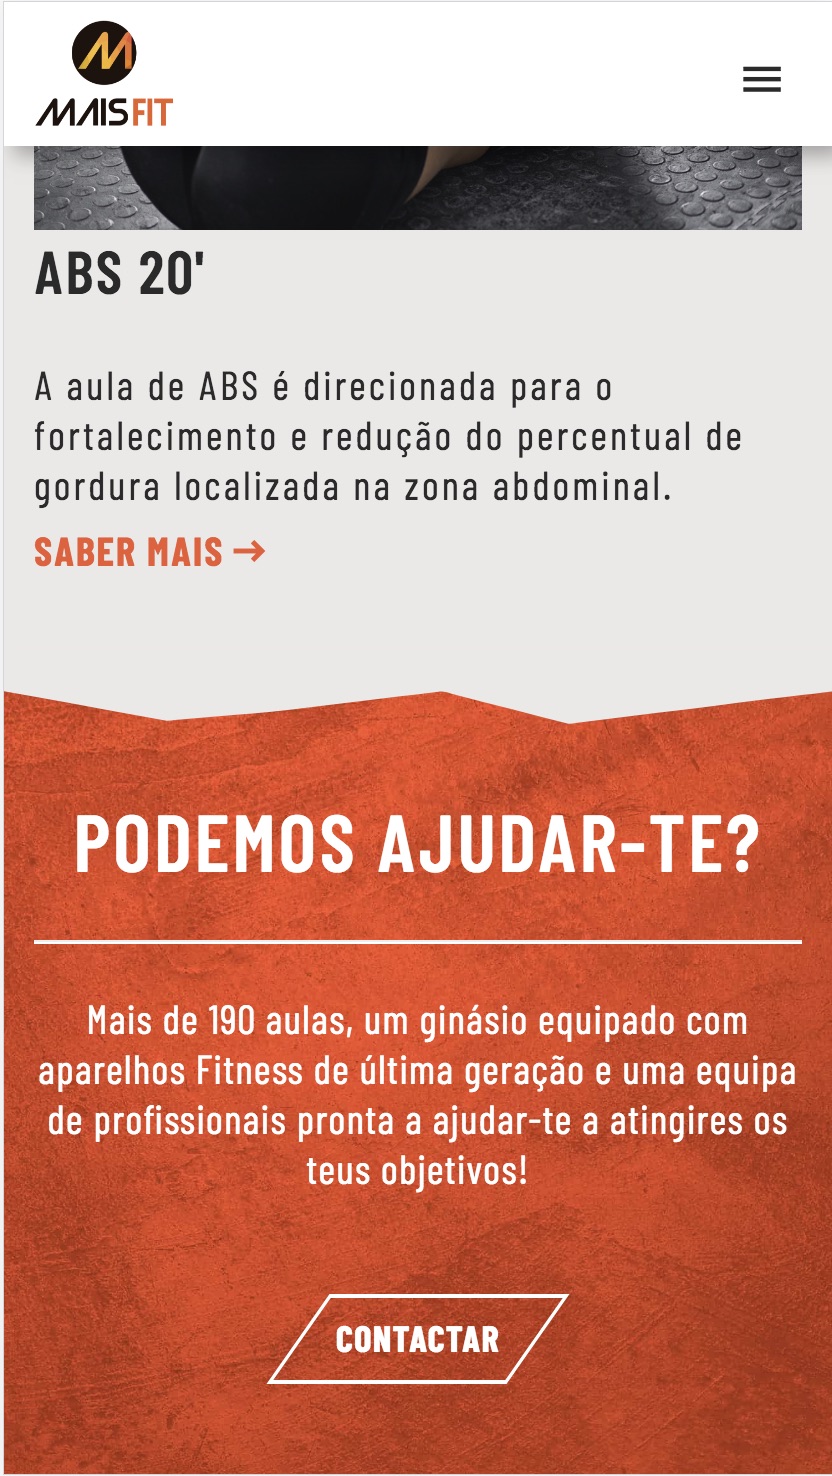 M
MAISFIT
ABS 20'
A aula de ABS é direcionada para o
fortalecimento e redução do percentual de
gordura localizada na zona abdominal.
SABER MAIS →
PODEMOS AJUDAR-TE?
Mais de 190 aulas, um ginásio equipado com
aparelhos Fitness de última geração e uma equipa
de profissionais pronta a ajudar-te a atingires os
teus objetivos!
CONTACTAR